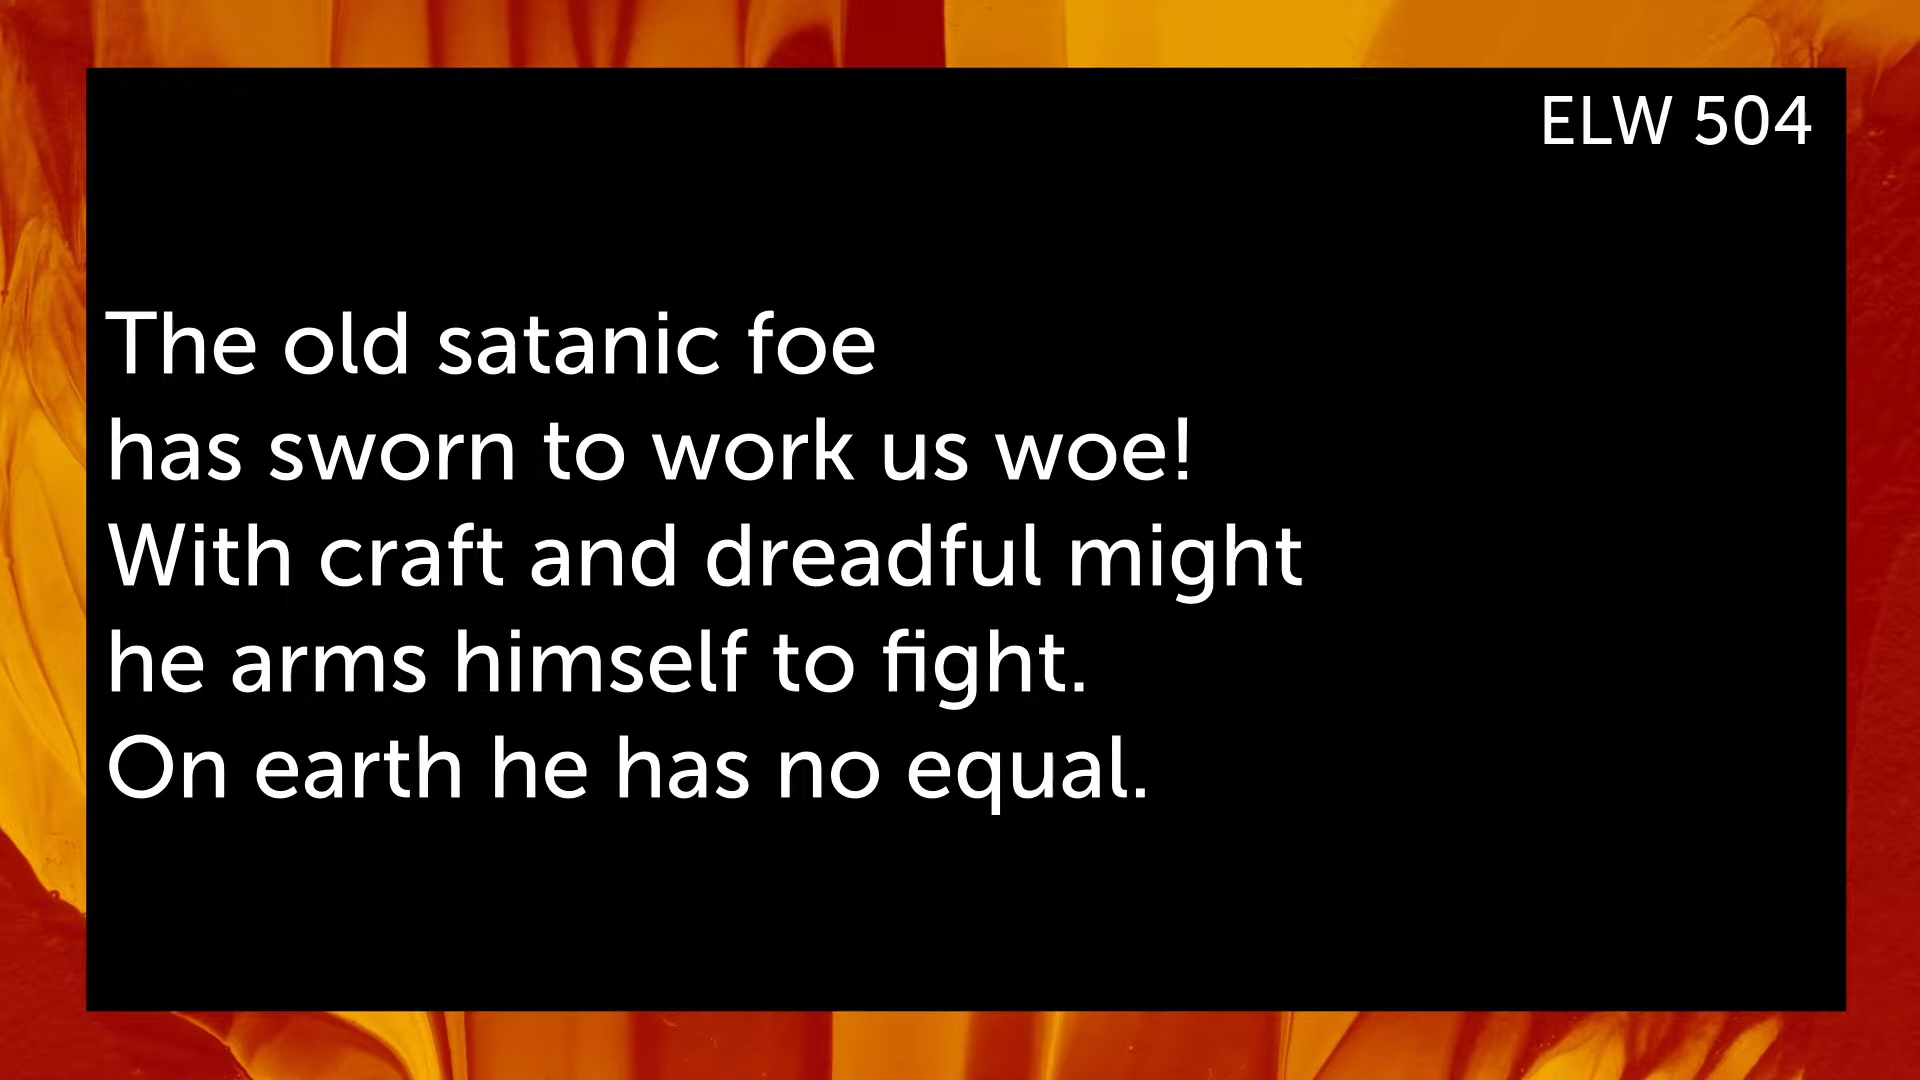 ELW 504
The old satanic foe
has sworn to work us woe!
With craft and dreadful might
he arms himself to fight.
On earth he has no equal.